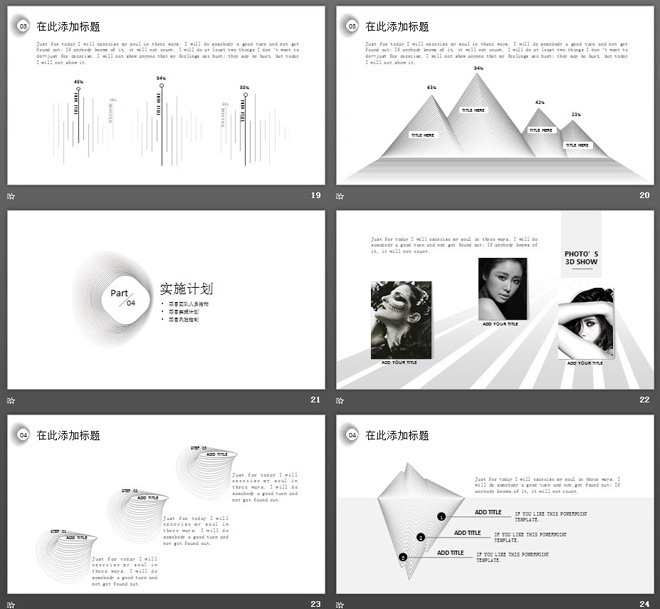 03
在此添加标题
Just for today I will exercise my soul in three ways. I will do somebody a good turn and not get
found out: If anybody knows of it, it will not count. I will do at least two things I don't want to
do—just for exercise. I will not show anyone that my feelings are hurt: they may be hurt, but today
I will not show it.
94%
88%
YOUR TITLE
YOUR TITLE
YOUR TITLE
19
03
在此添加标题
Just for today I will exercise my soul in three ways. I will do somebody a good turn and not get
found out: If anybody knows of it, it will not count. I will do at least two things I don't want to
do—just for exercise. I will not show anyone that my feelings are hurt: they may be hurt, but today
I will not show it.
94%
63%
42%
23%
TITLE HERE
TITLE HERE
TITLE HERE
TITLE HERE
20
Part
04
实施计划
项目团队人员结构
项目实施计划
项目风险控制
21
Just for today I will exercise my soul in three ways. I will do
somebody a good turn and not get found out: If anybody knows of
it, it will not count.
PHOTO'S
3D SHOW
ADD YOUR TITLE
ADD YOUR TITLE
ADD YOUR TITLE
22
04
在此添加标题
STEP 03
ADD TITLE
Just for today I will
exercise my soul in
three ways. I will do
somebody a good turn and
not get found out.
STEP 02
ADD TITLE
Just for today I will
exercise my soul in
three ways. I will do
somebody a good turn and
not get found out.
STEP 01
ADD TITLE
Just for today I will
exercise my soul in
three ways. I will do
somebody a good turn and
not get found out.
23
04
在此添加标题
Just for today I will exercise my soul in three ways. I
will do somebody a good turn and not get found out: If
anybody knows of it, it will not count.
1
ADD TITLE
IF YOU LIKE THIS POWERPOINT
TEMPLATE.
2
ADD TITLE
IF YOU LIKE THIS POWERPOINT
TEMPLATE.
3
ADD TITLE
IF YOU LIKE THIS POWERPOINT
TEMPLATE.
24